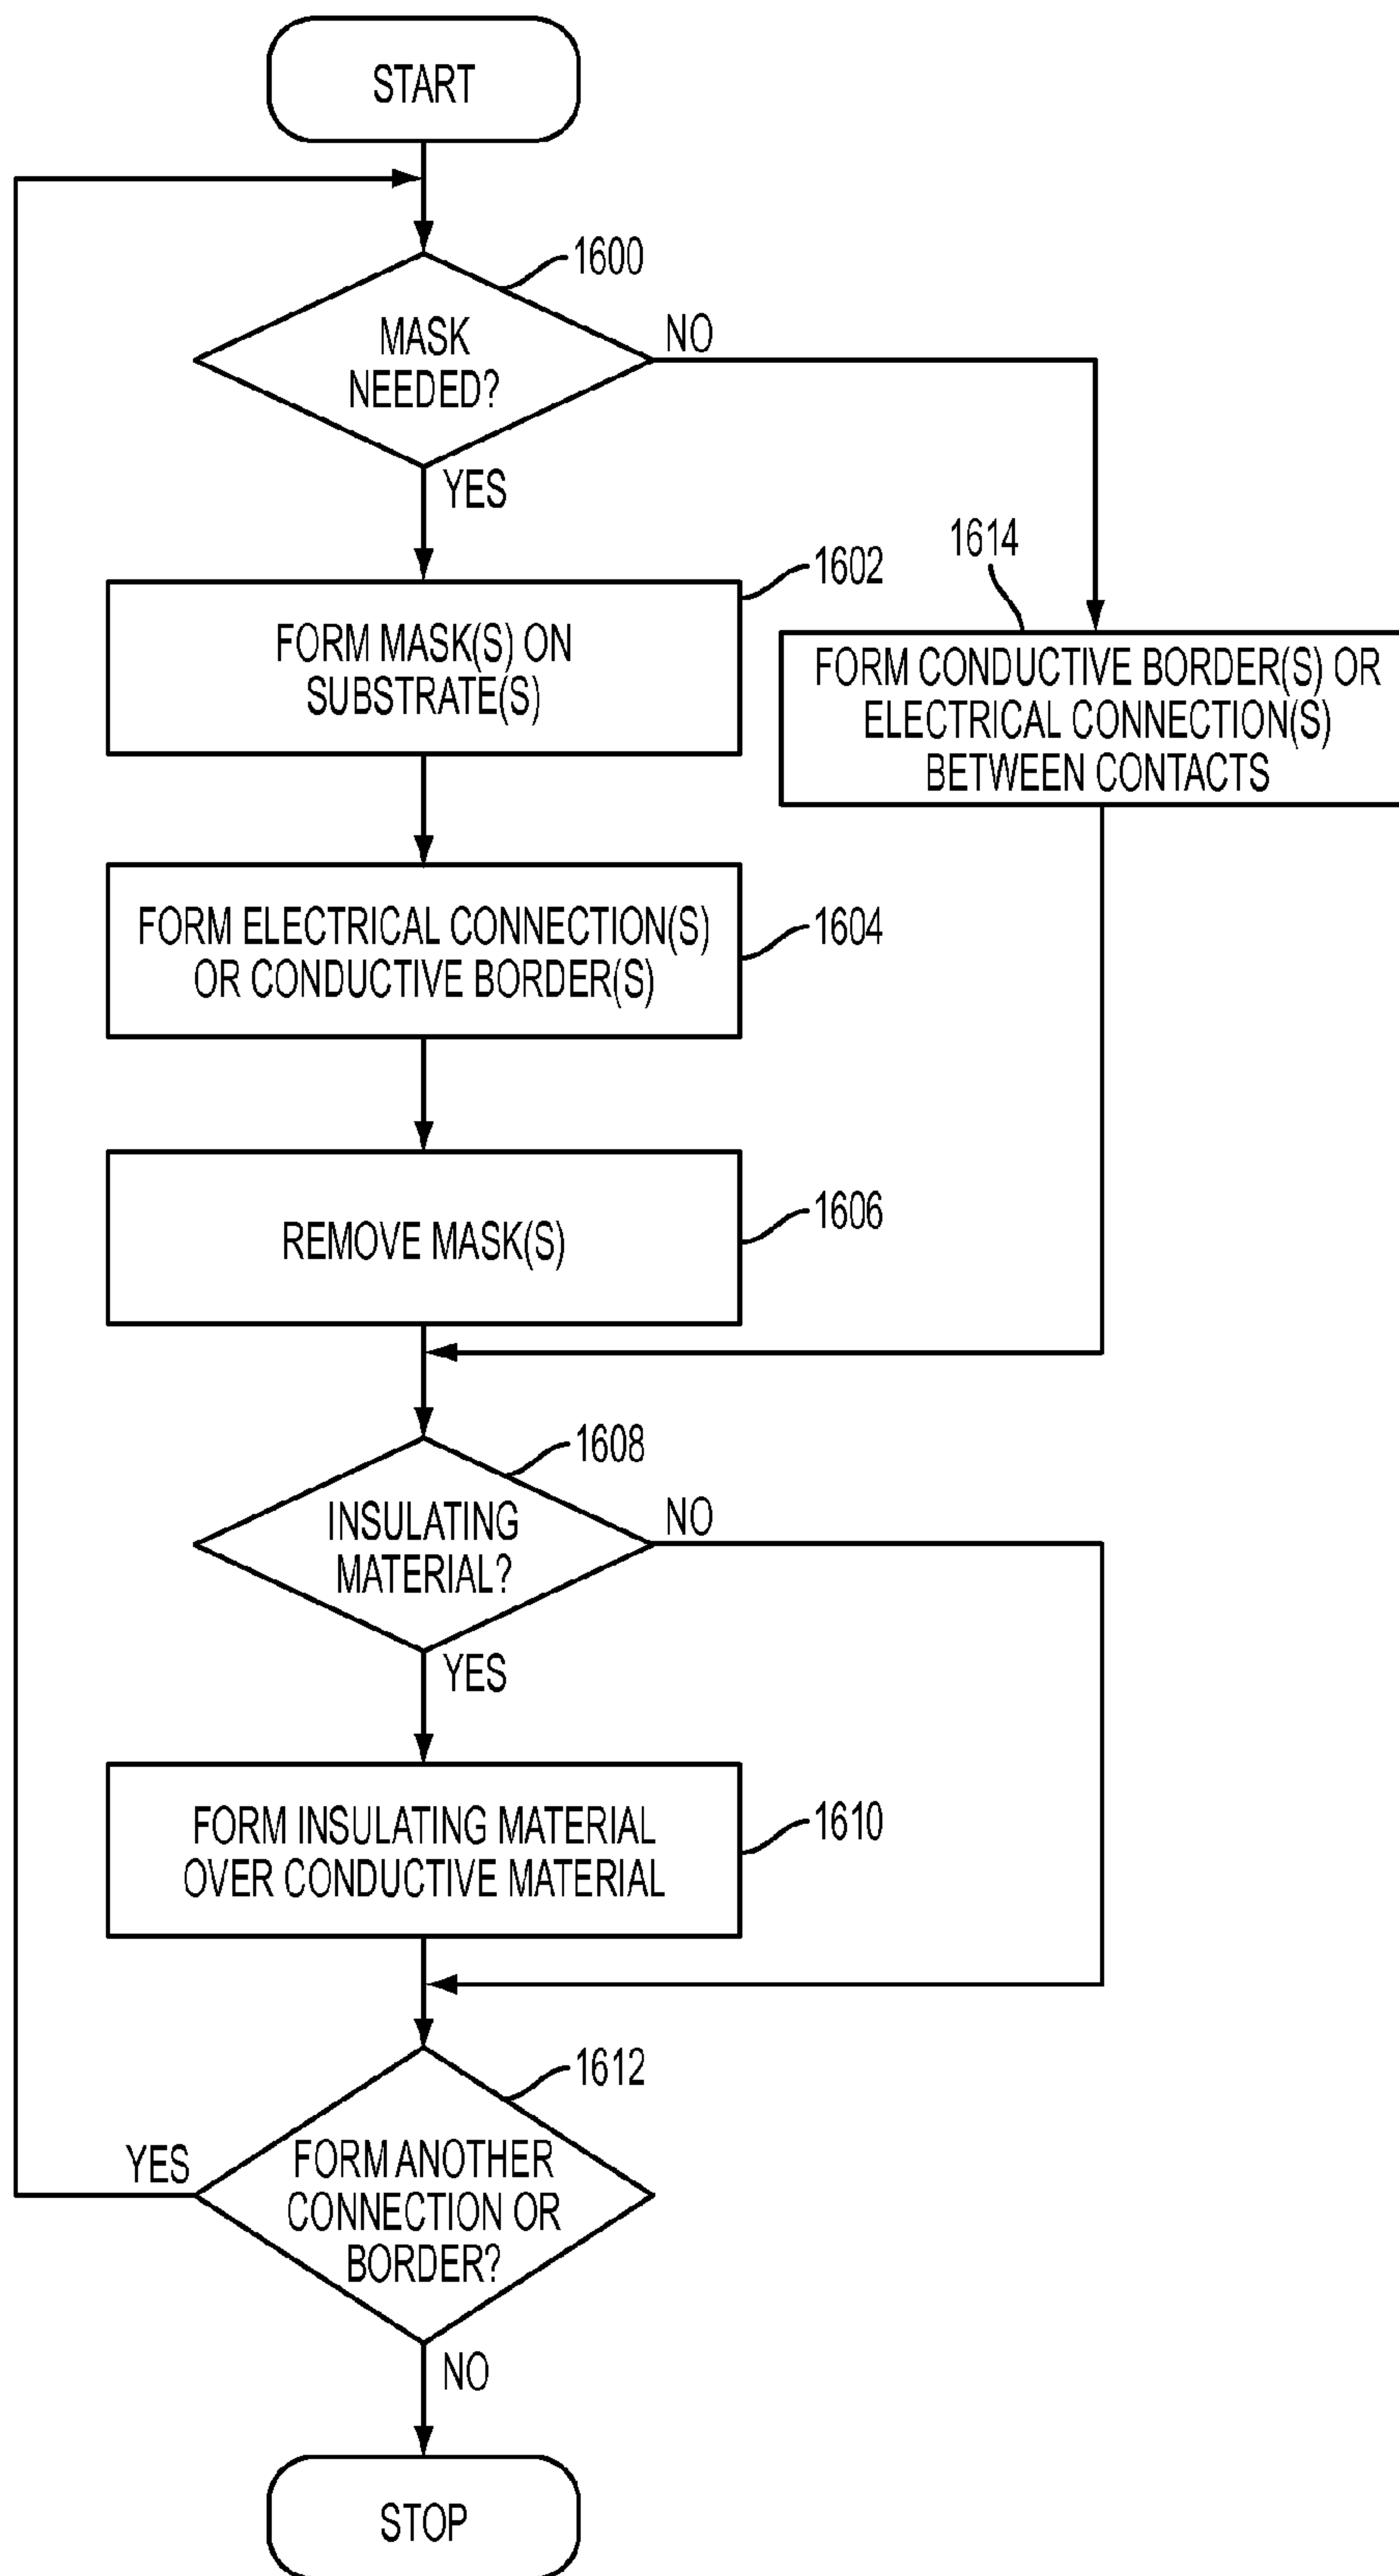 START
1600
MASK
NEEDED?
NO
YES
1602
FORM MASK(S) ON
SUBSTRATE(S)
1614
FORM CONDUCTIVE BORDER(S) OR
ELECTRICAL CONNECTION(S)
BETWEEN CONTACTS
FORM ELECTRICAL CONNECTION(S)
OR CONDUCTIVE BORDER(S)
1604
REMOVE MASK(S)
1606
1608
INSULATING
MATERIAL?
NO
YES
FORM INSULATING MATERIAL
OVER CONDUCTIVE MATERIAL
1610
1612
FORM ANOTHER
CONNECTION OR
BORDER?
YES
NO
STOP